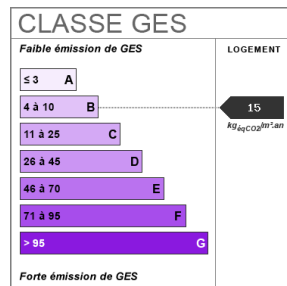 CLASSE GES
Faible émission de GES
LOGEMENT
≤ 3 A
4 à 10 B
15
kgéqCO2/m².an
11 à 25 C
26 à 45 D
46 à 70 E
71 à 95 F
> 95 G
Forte émission de GES